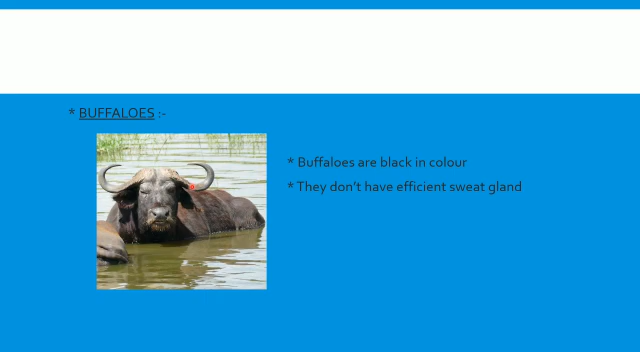 * BUFFALOES :-
* Buffaloes are black in colour
* They don't have efficient sweat gland